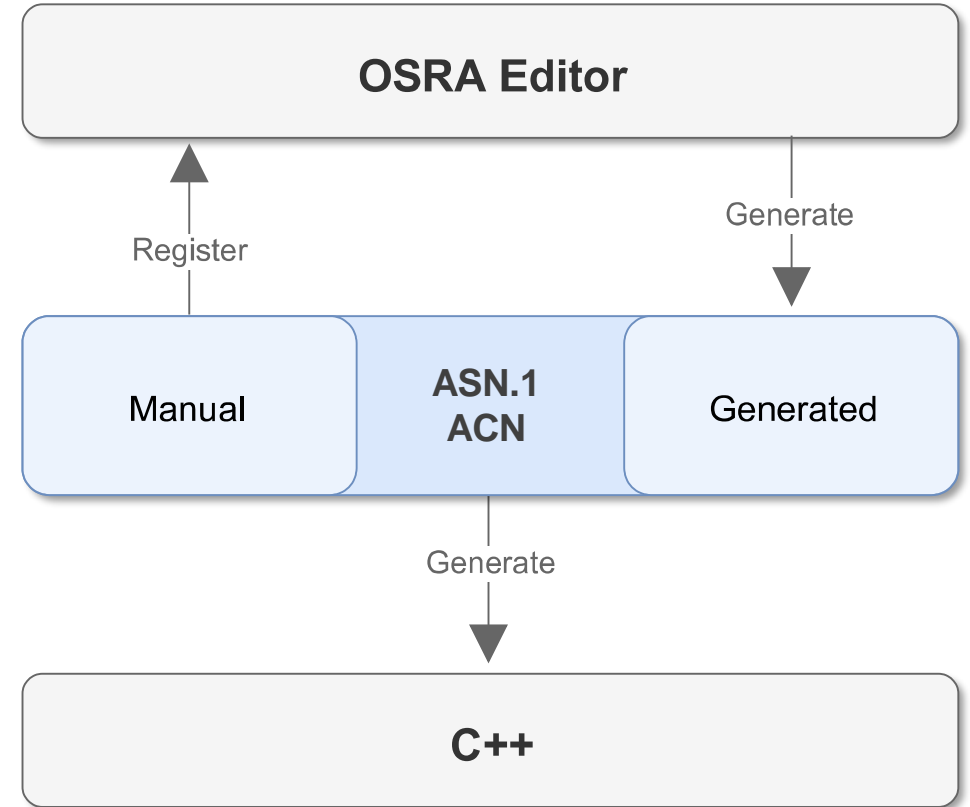 OSRA Editor
Generate
Register
Manual
ASN.1
ACN
Generated
Generate
C++